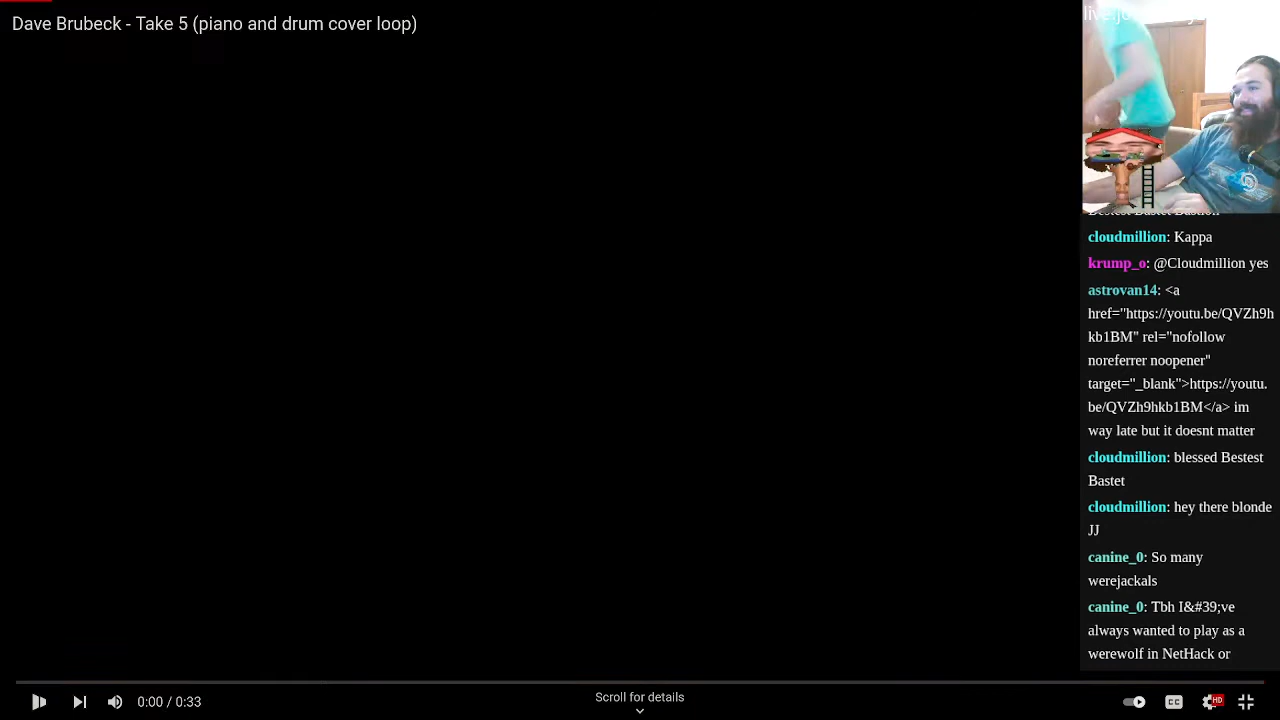 Dave Brubeck - Take 5 (piano and drum cover loop)
cloudmillion: Kappa
krump_o: @Cloudmillion yes
astrovan14: <a
href="https://youtu.be/QVZh9h
kb1BM" rel="nofollow
noreferrer noopener"
target="_blank">https://youtu.
be/QVZh9hkb1BM</a> im
way late but it doesnt matter
cloudmillion: blessed Bestest
Bastet
cloudmillion: hey there blonde
JJ
canine_0: So many
werejackals
canine_0: Tbh I&#39;ve
always wanted to play as a
werewolf in NetHack or
0:00 / 0:33
Scroll for details
CC
HD